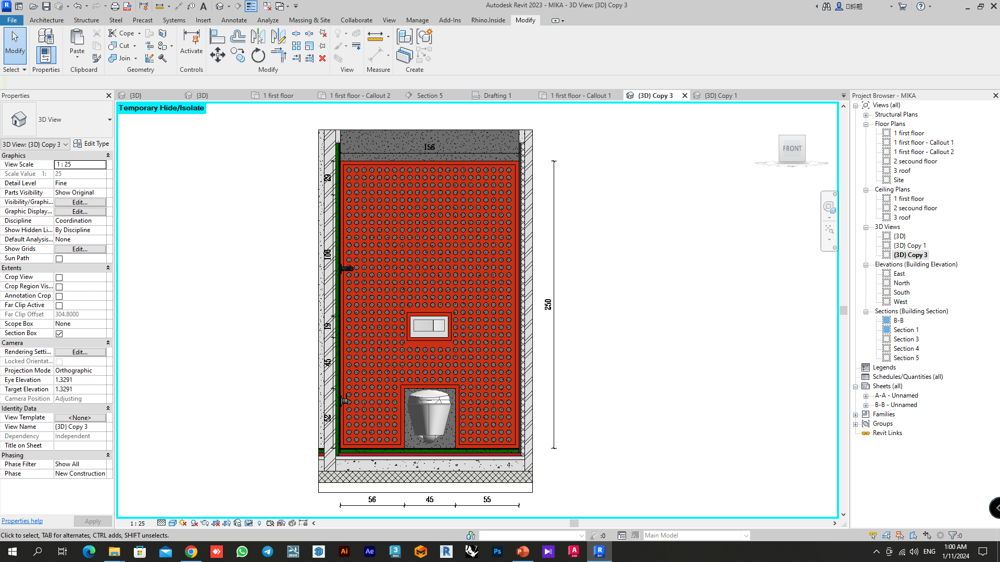 Autodesk Revit 2023 - MIKA - 3D View: {3D} Copy 3
File Architecture Structure Steel Precast Systems Insert Annotate Analyze Massing & Site Collaborate View Manage Add-Ins Rhino.Inside Modify
Modify Paste Cope Cut Join Activate
Select Properties Clipboard Geometry Controls Modify View Measure Create
Properties
{3D} {3D} 1 first floor 1 first floor - Callout 2 Section 5 Drafting 1 1 first floor - Callout 1 {3D} Copy 3 {3D} Copy 1
3D View
3D View: {3D} Copy 3 Edit Type
Graphics
View Scale 1 : 25
Scale Value 1: 25
Detail Level Fine
Parts Visibility Show Original
Visibility/Graphi... Edit...
Graphic Display... Edit...
Discipline Coordination
Show Hidden Li... By Discipline
Default Analysis... None
Show Grids Edit...
Sun Path
Extents
Crop View
Crop Region Vis...
Annotation Crop
Far Clip Active
Far Clip Offset 304.8000
Scope Box None
Section Box
Camera
Rendering Setti... Edit...
Locked Orientat...
Projection Mode Orthographic
Eye Elevation 1.3291
Target Elevation 1.3291
Camera Position Adjusting
Identity Data
View Template <None>
View Name {3D} Copy 3
Dependency Independent
Title on Sheet
Phasing
Phase Filter Show All
Phase New Construction
Properties help Apply
Temporary Hide/Isolate
156
29
106
19
45
52
250
56 45 55
FRONT
1 : 25
Project Browser - MIKA
Views (all)
Structural Plans
Floor Plans
1 first floor
1 first floor - Callout 1
1 first floor - Callout 2
2 secound floor
3 roof
Site
Ceiling Plans
1 first floor
2 secound floor
3 roof
3D Views
{3D}
{3D} Copy 1
{3D} Copy 3
Elevations (Building Elevation)
East
North
South
West
Sections (Building Section)
B-B
Section 1
Section 3
Section 4
Section 5
Legends
Schedules/Quantities (all)
Sheets (all)
A-A - Unnamed
B-B - Unnamed
Families
Groups
Revit Links
Click to select, TAB for alternates, CTRL adds, SHIFT unselects. :0 Main Model :0
ENG 1:00 AM
1/11/2024